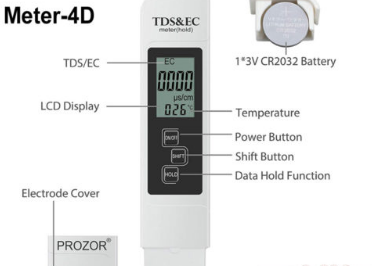 Meter-4D
TDS&EC
meter(hold)
TDS/EC
EC
1*3V CR2032 Battery
0000
µs/cm
LCD Display
026 °C
Temperature
ON/OFF
Power Button
SHIFT
Shift Button
HOLD
Data Hold Function
Electrode Cover
PROZOR®